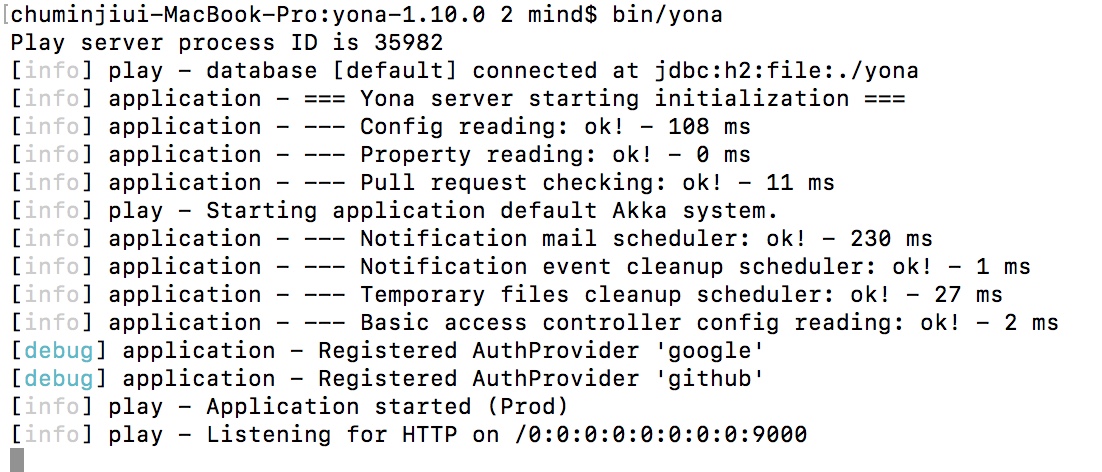 [chuminjiui-MacBook-Pro:yona-1.10.0 2 mind$ bin/yona
Play server process ID is 35982
[info] play - database [default] connected at jdbc:h2:file:./yona
[info] application - === Yona server starting initialization ===
[info] application - --- Config reading: ok! - 108 ms
[info] application - --- Property reading: ok! - 0 ms
[info] application - --- Pull request checking: ok! - 11 ms
[info] play - Starting application default Akka system.
[info] application - --- Notification mail scheduler: ok! - 230 ms
[info] application - --- Notification event cleanup scheduler: ok! - 1 ms
[info] application - --- Temporary files cleanup scheduler: ok! - 27 ms
[info] application - --- Basic access controller config reading: ok! - 2 ms
[debug] application - Registered AuthProvider 'google'
[debug] application - Registered AuthProvider 'github'
[info] play - Application started (Prod)
[info] play - Listening for HTTP on /0:0:0:0:0:0:0:0:9000